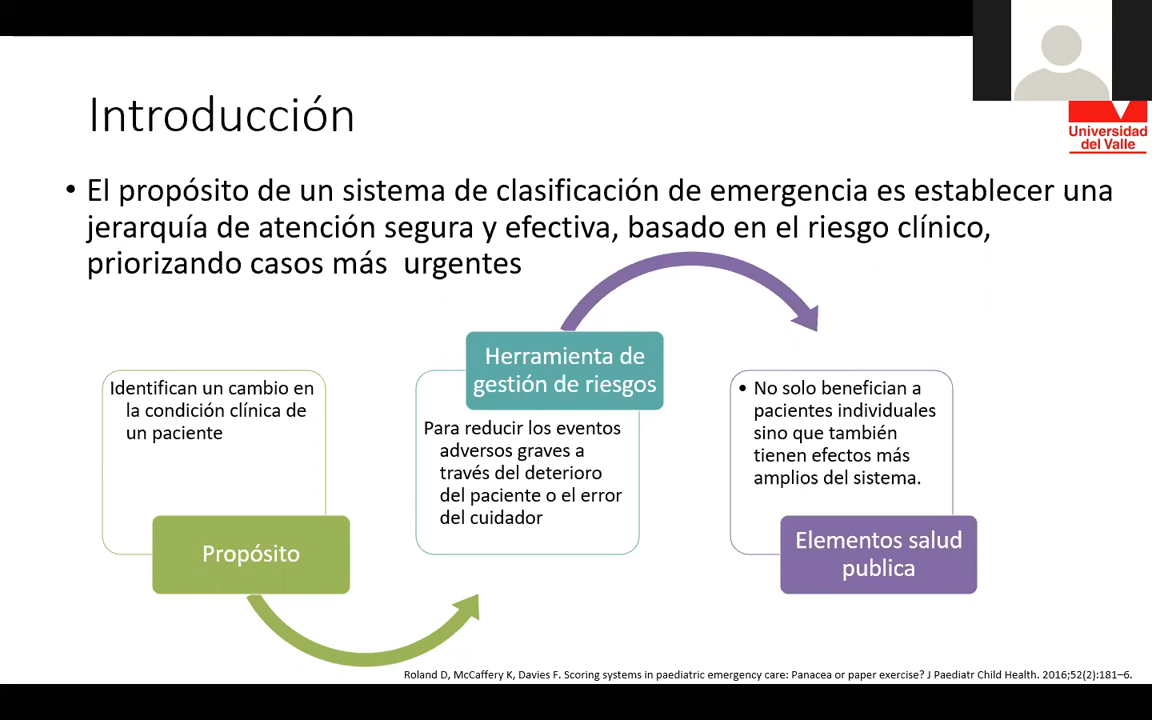 Introducción
Universidad
del Valle
• El propósito de un sistema de clasificación de emergencia es establecer una
jerarquía de atención segura y efectiva, basado en el riesgo clínico,
priorizando casos más urgentes
Identifican un cambio en
la condición clínica de
un paciente
Propósito
Herramienta de
gestión de riesgos
Para reducir los eventos
adversos graves a
través del deterioro
del paciente o el error
del cuidador
• No solo benefician a
pacientes individuales
sino que también
tienen efectos más
amplios del sistema.
Elementos salud
publica
Roland D, McCaffery K, Davies F. Scoring systems in paediatric emergency care: Panacea or paper exercise? J Paediatr Child Health. 2016;52(2):181–6.